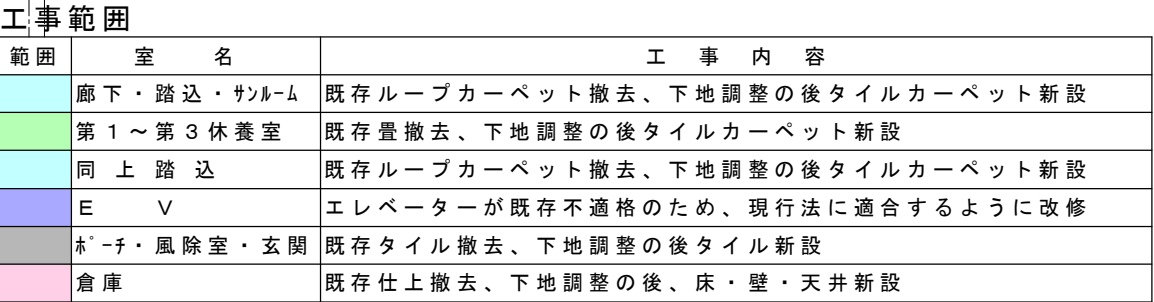 工事範囲
範囲 室名 工事内容
廊下・踏込・ｻﾝﾙｰﾑ 既存ループカーペット撤去、下地調整の後タイルカーペット新設
第１～第３休養室 既存畳撤去、下地調整の後タイルカーペット新設
同上踏込 既存ループカーペット撤去、下地調整の後タイルカーペット新設
ＥＶ エレベーターが既存不適格のため、現行法に適合するように改修
ﾎﾟｰﾁ・風除室・玄関 既存タイル撤去、下地調整の後タイル新設
倉庫 既存仕上撤去、下地調整の後、床・壁・天井新設